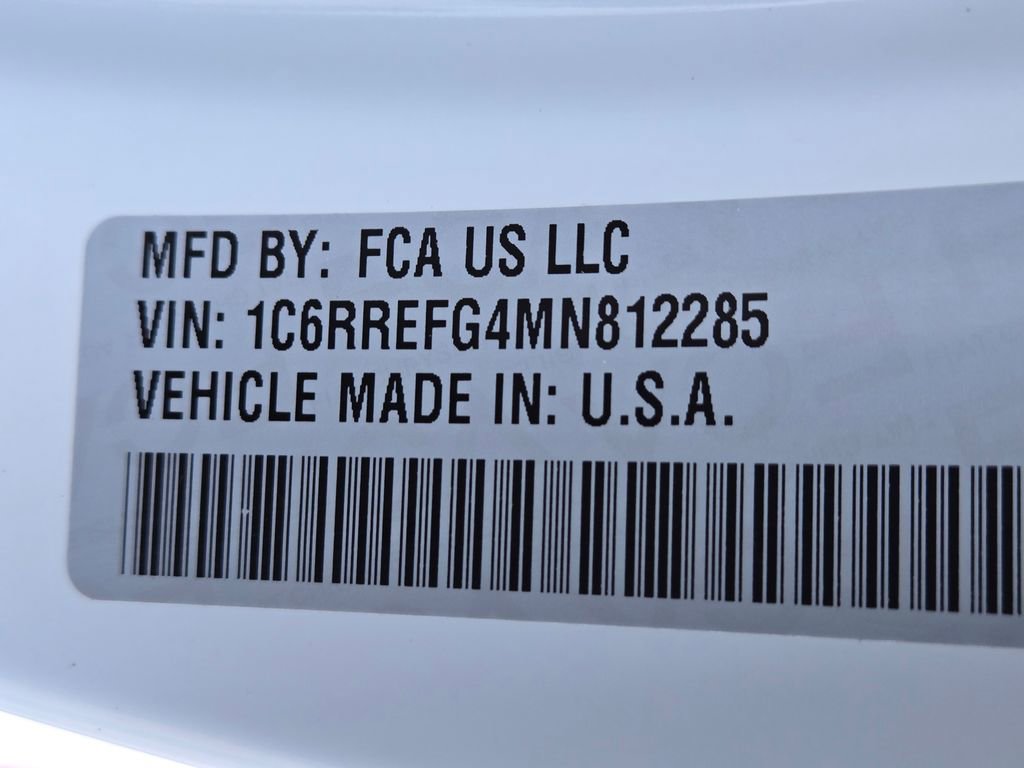 MFD BY: FCA US LLC
VIN: 1C6RREFG4MN812285
VEHICLE MADE IN: U.S.A.